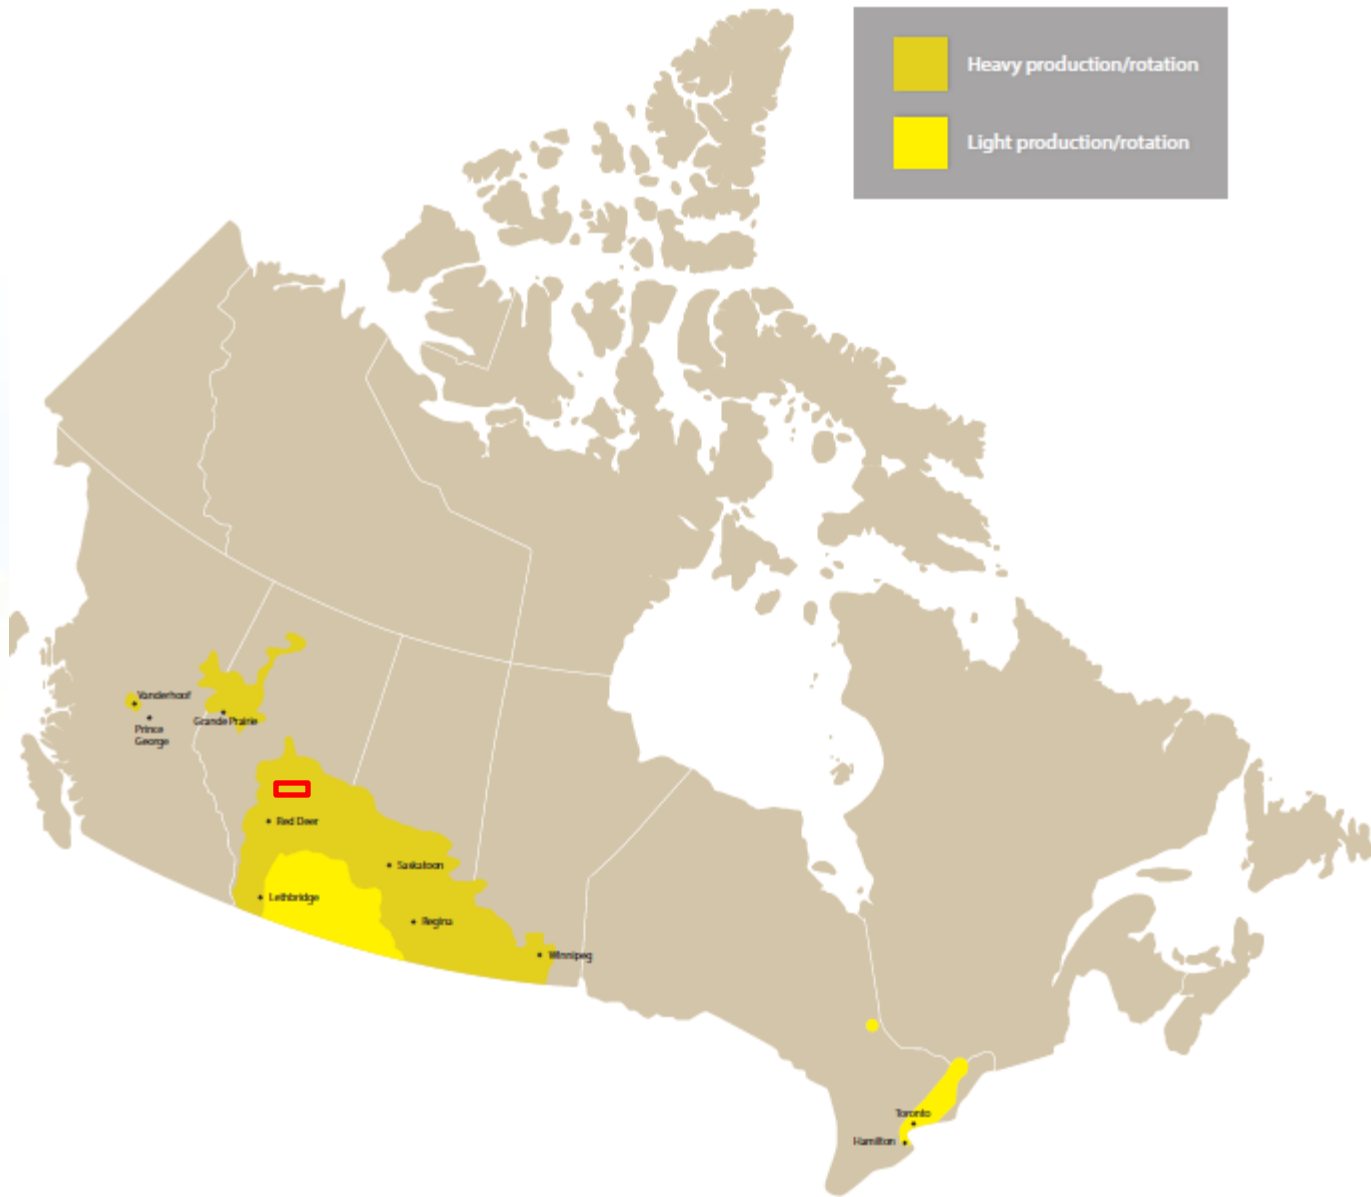 Heavy production/rotation
Light production/rotation
Vanderhoof
Prince
George
Grande Prairie
Red Deer
Saskatoon
Lethbridge
Regina
Winnipeg
Toronto
Hamilton